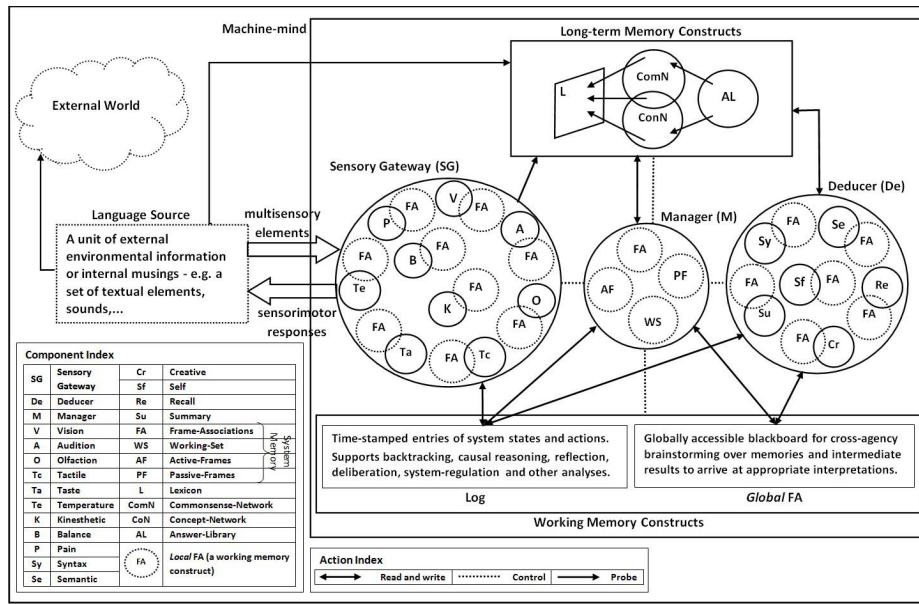 Machine-mind
Long-term Memory Constructs
External World
L
ComN
ConN
AL
Sensory Gateway (SG)
Deducer (De)
Manager (M)
Language Source
multisensory
elements
A unit of external
environmental information
or internal musings - e.g. a
set of textual elements,
sounds,...
sensorimotor
responses
FA
V
FA
P
A
FA
B
FA
FA
Te
FA
K
O
FA
FA
Ta
FA
Tc
FA
AF
PF
WS
FA
Se
Sy
FA
FA
Sf
FA
Re
Su
FA
FA
Cr
Component Index
SG Sensory Gateway Cr Creative
Sf Self
De Deducer Re Recall
M Manager Su Summary
V Vision FA Frame-Associations
A Audition WS Working-Set
O Olfaction AF Active-Frames
Tc Tactile PF Passive-Frames
System
Memory
Ta Taste L Lexicon
Te Temperature ComN Commonsense-Network
K Kinesthetic CoN Concept-Network
B Balance AL Answer-Library
P Pain
Sy Syntax
Se Semantic
FA
Local FA (a working memory
construct)
Time-stamped entries of system states and actions.
Supports backtracking, causal reasoning, reflection,
deliberation, system-regulation and other analyses.
Log
Globally accessible blackboard for cross-agency
brainstorming over memories and intermediate
results to arrive at appropriate interpretations.
Global FA
Working Memory Constructs
Action Index
Read and write
Control
Probe